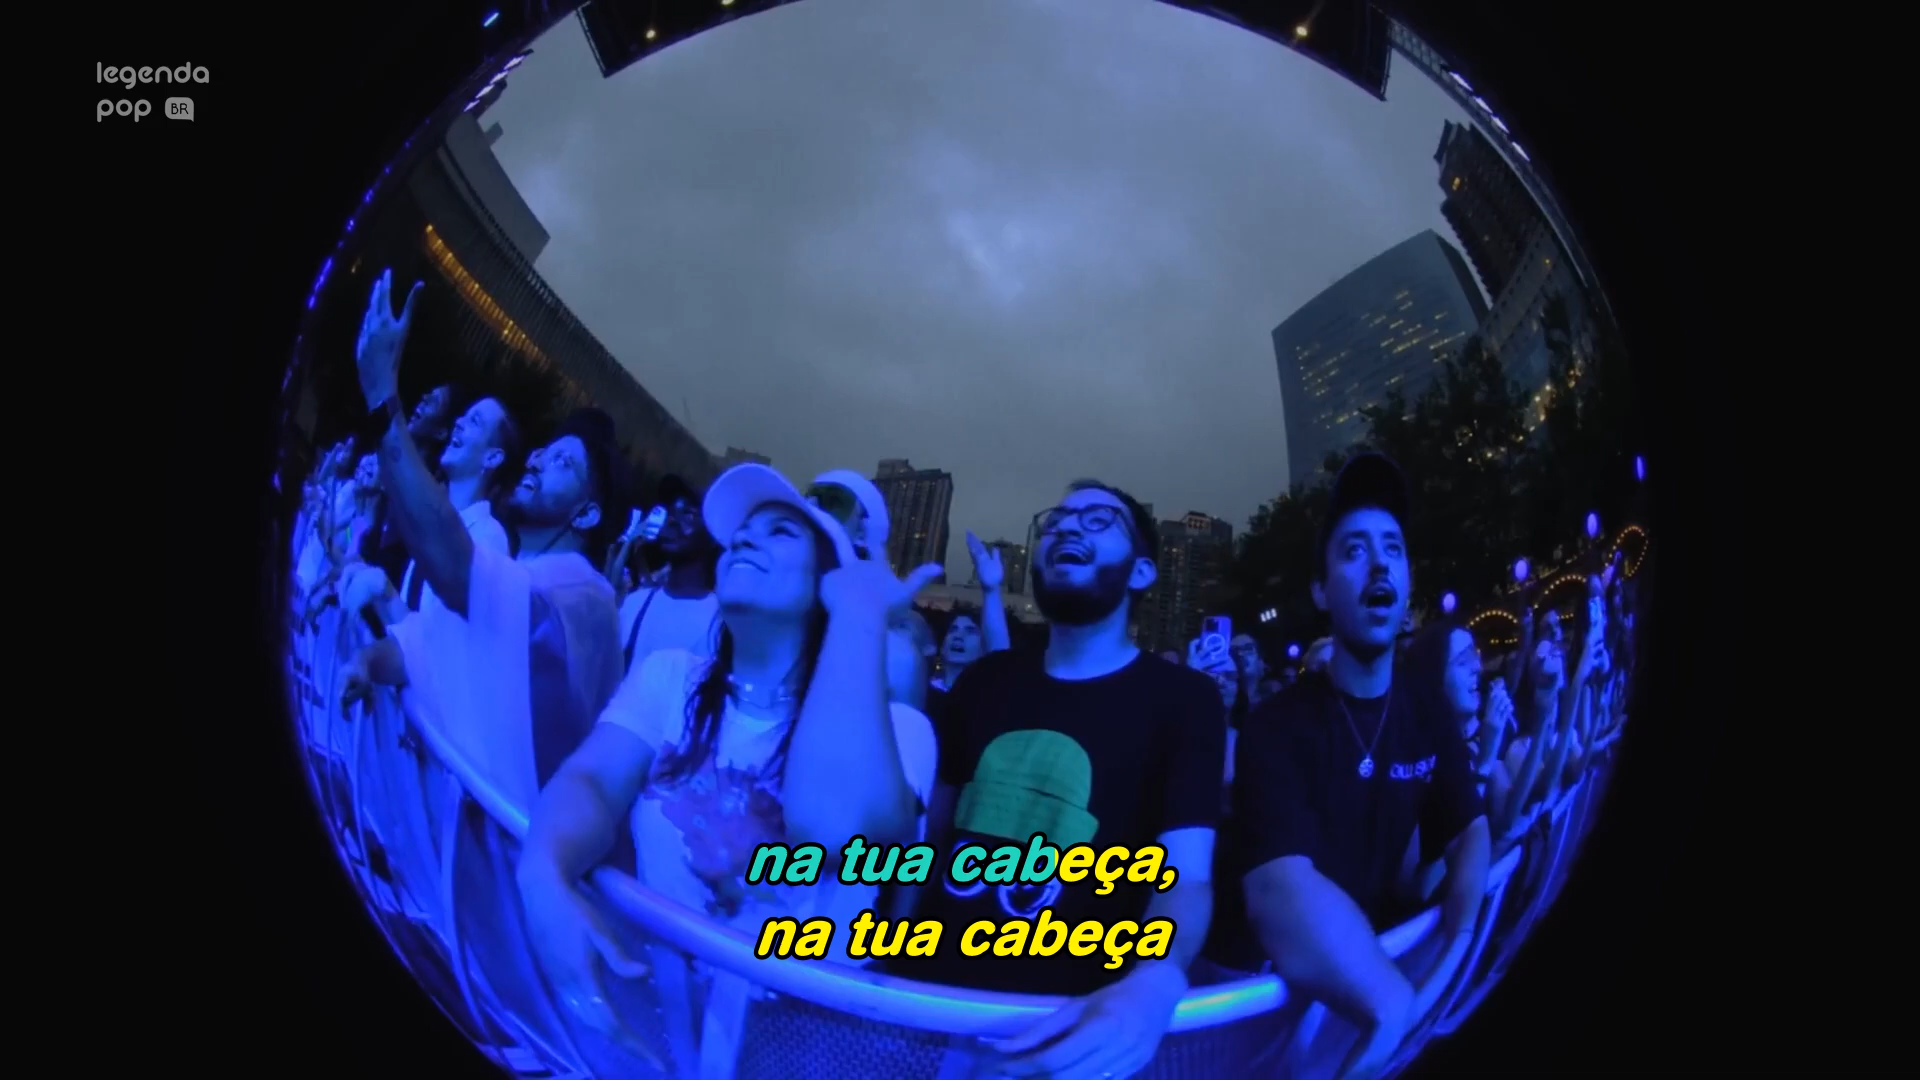 legenda
pop BR
na tua cabeça,
na tua cabeça